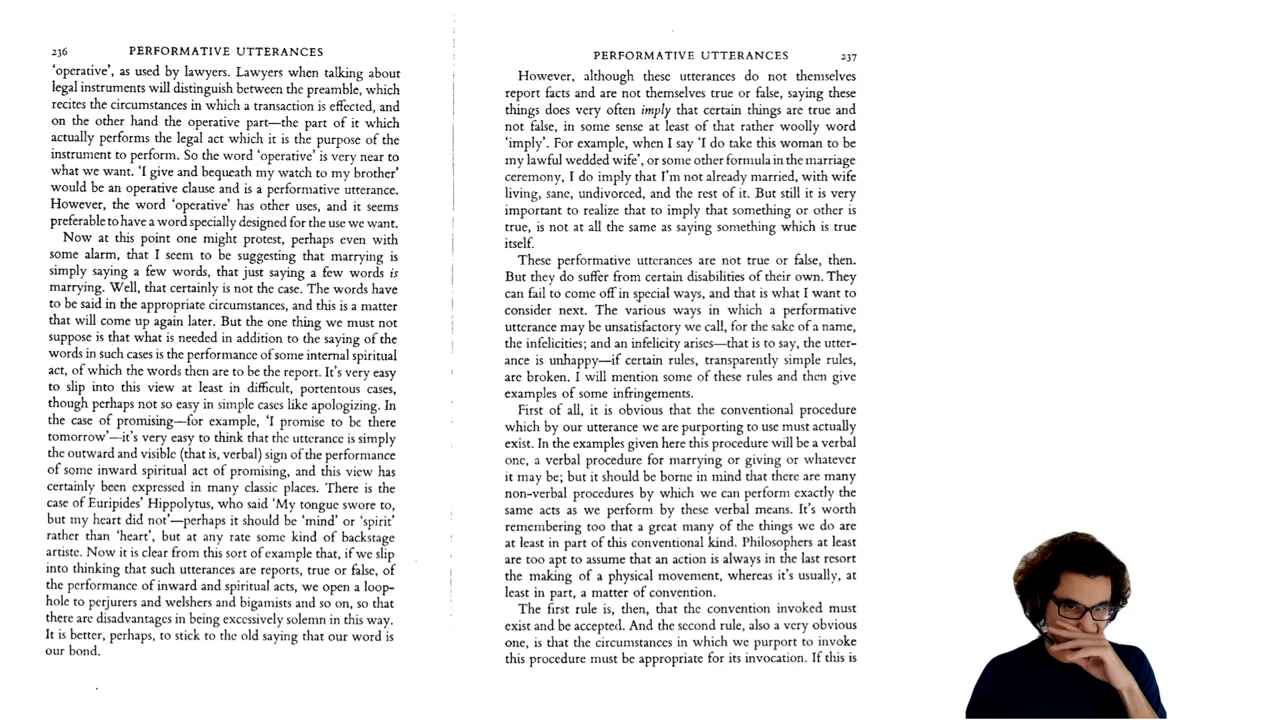 236 PERFORMATIVE UTTERANCES
'operative', as used by lawyers. Lawyers when talking about
legal instruments will distinguish between the preamble, which
recites the circumstances in which a transaction is effected, and
on the other hand the operative part—the part of it which
actually performs the legal act which it is the purpose of the
instrument to perform. So the word 'operative' is very near to
what we want. 'I give and bequeath my watch to my brother'
would be an operative clause and is a performative utterance.
However, the word 'operative' has other uses, and it seems
preferable to have a word specially designed for the use we want.
Now at this point one might protest, perhaps even with
some alarm, that I seem to be suggesting that marrying is
simply saying a few words, that just saying a few words is
marrying. Well, that certainly is not the case. The words have
to be said in the appropriate circumstances, and this is a matter
that will come up again later. But the one thing we must not
suppose is that what is needed in addition to the saying of the
words in such cases is the performance of some internal spiritual
act, of which the words then are to be the report. It's very easy
to slip into this view at least in difficult, portentous cases,
though perhaps not so easy in simple cases like apologizing. In
the case of promising—for example, 'I promise to be there
tomorrow'—it's very easy to think that the utterance is simply
the outward and visible (that is, verbal) sign of the performance
of some inward spiritual act of promising, and this view has
certainly been expressed in many classic places. There is the
case of Euripides' Hippolytus, who said 'My tongue swore to,
but my heart did not'—perhaps it should be 'mind' or 'spirit'
rather than 'heart', but at any rate some kind of backstage
artiste. Now it is clear from this sort of example that, if we slip
into thinking that such utterances are reports, true or false, of
the performance of inward and spiritual acts, we open a loop-
hole to perjurers and welshers and bigamists and so on, so that
there are disadvantages in being excessively solemn in this way.
It is better, perhaps, to stick to the old saying that our word is
our bond.
PERFORMATIVE UTTERANCES 237
However, although these utterances do not themselves
report facts and are not themselves true or false, saying these
things does very often imply that certain things are true and
not false, in some sense at least of that rather woolly word
'imply'. For example, when I say 'I do take this woman to be
my lawful wedded wife', or some other formula in the marriage
ceremony, I do imply that I'm not already married, with wife
living, sane, undivorced, and the rest of it. But still it is very
important to realize that to imply that something or other is
true, is not at all the same as saying something which is true
itself.
These performative utterances are not true or false, then.
But they do suffer from certain disabilities of their own. They
can fail to come off in special ways, and that is what I want to
consider next. The various ways in which a performative
utterance may be unsatisfactory we call, for the sake of a name,
the infelicities; and an infelicity arises—that is to say, the utter-
ance is unhappy—if certain rules, transparently simple rules,
are broken. I will mention some of these rules and then give
examples of some infringements.
First of all, it is obvious that the conventional procedure
which by our utterance we are purporting to use must actually
exist. In the examples given here this procedure will be a verbal
one, a verbal procedure for marrying or giving or whatever
it may be; but it should be borne in mind that there are many
non-verbal procedures by which we can perform exactly the
same acts as we perform by these verbal means. It's worth
remembering too that a great many of the things we do are
at least in part of this conventional kind. Philosophers at least
are too apt to assume that an action is always in the last resort
the making of a physical movement, whereas it's usually, at
least in part, a matter of convention.
The first rule is, then, that the convention invoked must
exist and be accepted. And the second rule, also a very obvious
one, is that the circumstances in which we purport to invoke
this procedure must be appropriate for its invocation. If this is